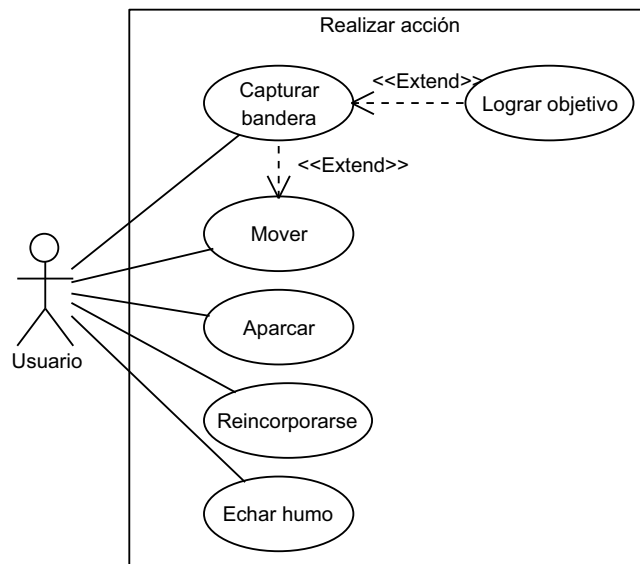 Realizar acción
Capturar
bandera
<<Extend>>
Lograr objetivo
<<Extend>>
Mover
Aparcar
Usuario
Reincorporarse
Echar humo